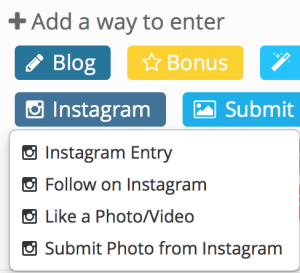 + Add a way to enter
Blog Bonus
Instagram Submit
Instagram Entry
Follow on Instagram
Like a Photo/Video
Submit Photo from Instagram